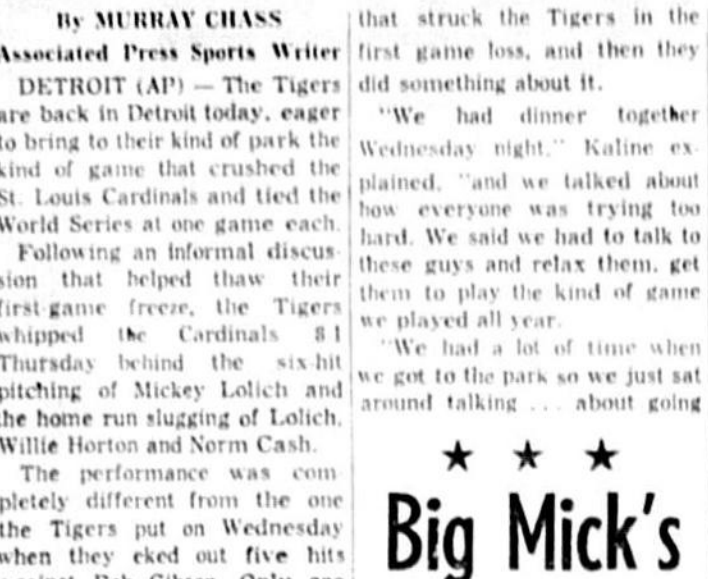 By MURRAY CHASS
Associated Press Sports Writer
DETROIT (AP) — The Tigers
are back in Detroit today, eager
to bring to their kind of park the
kind of game that crushed the
St. Louis Cardinals and tied the
World Series at one game each.
Following an informal discus-
sion that helped thaw their
first-game freeze, the Tigers
whipped the Cardinals 8 1
Thursday behind the six-hit
pitching of Mickey Lolich and
the home run slugging of Lolich,
Willie Horton and Norm Cash.
The performance was com-
pletely different from the one
the Tigers put on Wednesday
when they eked out five hits
against Bob Gibson. Only
that struck the Tigers in the
first game loss, and then they
did something about it.
"We had dinner together
Wednesday night," Kaline ex-
plained, "and we talked about
how everyone was trying too
hard. We said we had to talk to
these guys and relax them, get
them to play the kind of game
we played all year.
"We had a lot of time when
we got to the park so we just sat
around talking . . . about going
★ ★ ★
Big Mick's